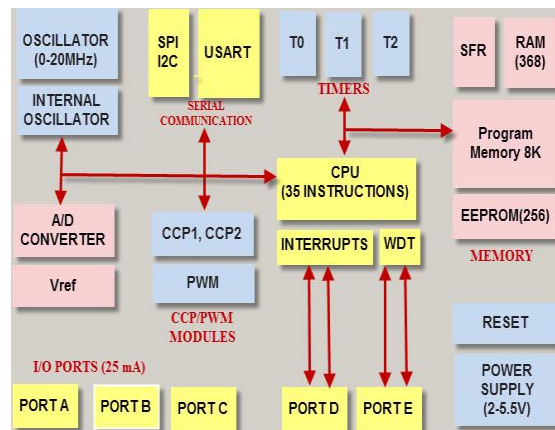 OSCILLATOR
(0-20MHz)
INTERNAL
OSCILLATOR
SPI
I2C
USART
SERIAL
COMMUNICATION
T0
T1
T2
TIMERS
SFR
RAM
(368)
Program
Memory 8K
EEPROM(256)
MEMORY
CPU
(35 INSTRUCTIONS)
A/D
CONVERTER
Vref
CCP1, CCP2
PWM
CCP/PWM
MODULES
INTERRUPTS
WDT
RESET
POWER
SUPPLY
(2-5.5V)
I/O PORTS (25 mA)
PORT A
PORT B
PORT C
PORT D
PORT E